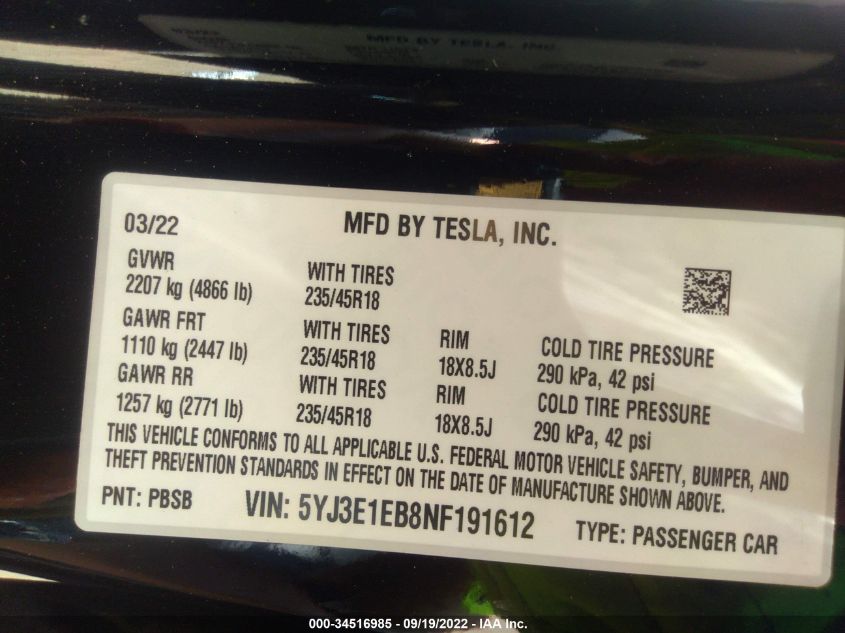 03/22
MFD BY TESLA, INC.
GVWR
2207 kg (4866 lb)
WITH TIRES
235/45R18
GAWR FRT
1110 kg (2447 lb)
WITH TIRES
235/45R18
RIM
18X8.5J
COLD TIRE PRESSURE
290 kPa, 42 psi
GAWR RR
1257 kg (2771 lb)
WITH TIRES
235/45R18
RIM
18X8.5J
COLD TIRE PRESSURE
290 kPa, 42 psi
THIS VEHICLE CONFORMS TO ALL APPLICABLE U.S. FEDERAL MOTOR VEHICLE SAFETY, BUMPER, AND
THEFT PREVENTION STANDARDS IN EFFECT ON THE DATE OF MANUFACTURE SHOWN ABOVE.
PNT: PBSB
VIN: 5YJ3E1EB8NF191612
TYPE: PASSENGER CAR
000-34516985 - 09/19/2022 - IAA Inc.